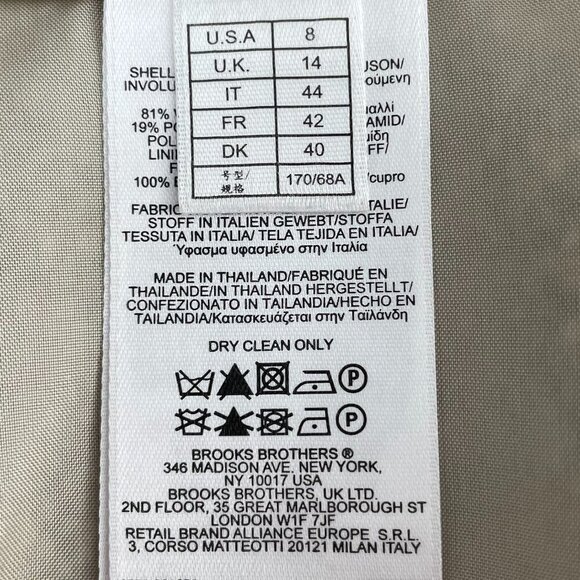 U.S.A 8
U.K. 14
IT 44
FR 42
DK 40
号型/ 170/68A
规格
SHELL
INVOLU
81%
19% PO
POL
LINI
F
100%
USON/
ούμενη
μαλλί
AMID/
μίδη
FF/
/cupro
FABRIC TALIE/
STOFF IN ITALIEN GEWEBT/STOFFA
TESSUTA IN ITALIA/ TELA TEJIDA EN ITALIA/
Ύφασμα υφασμένο στην Ιταλία
MADE IN THAILAND/FABRIQUÉ EN
THAILANDE/IN THAILAND HERGESTELLT/
CONFEZIONATO IN TAILANDIA/HECHO EN
TAILANDIA/Κατασκευάζεται στην Ταϊλάνδη
DRY CLEAN ONLY
P
P
BROOKS BROTHERS ®
346 MADISON AVE, NEW YORK,
NY 10017 USA
BROOKS BROTHERS, UK LTD.
2ND FLOOR, 35 GREAT MARLBOROUGH ST
LONDON W1F 7JF
RETAIL BRAND ALLIANCE EUROPE S.R.L.
3, CORSO MATTEOTTI 20121 MILAN ITALY